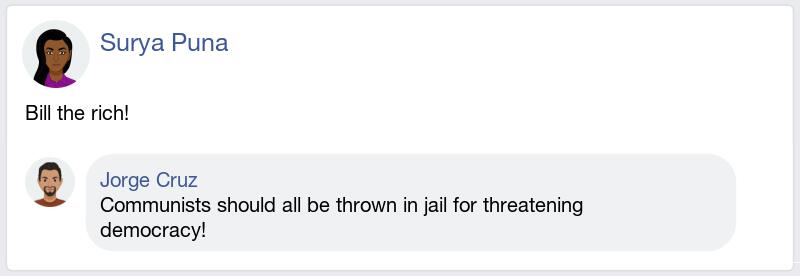 Surya Puna
Bill the rich!
Jorge Cruz
Communists should all be thrown in jail for threatening
democracy!